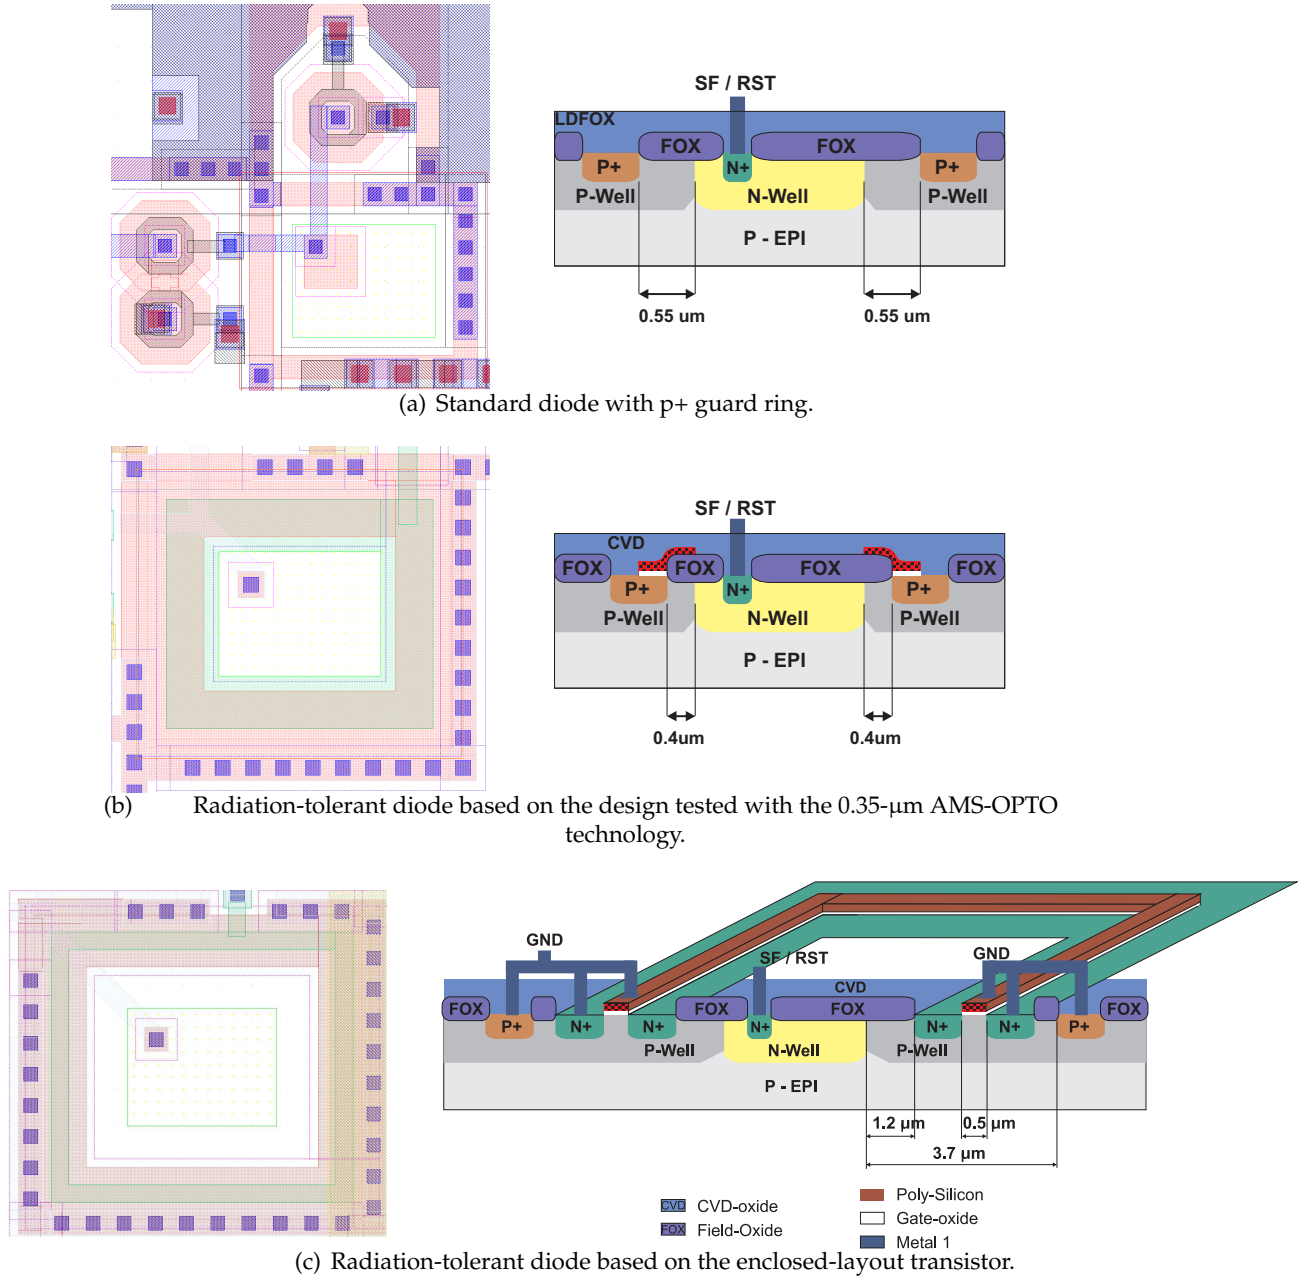 SF / RST
LDFOX
FOX
FOX
P+
N+
P+
P-Well
N-Well
P-Well
P - EPI
0.55 um
0.55 um
(a) Standard diode with p+ guard ring.
SF / RST
CVD
FOX
FOX
FOX
FOX
P+
N+
P+
P-Well
N-Well
P-Well
P - EPI
0.4um
0.4um
(b) Radiation-tolerant diode based on the design tested with the 0.35-μm AMS-OPTO
technology.
GND
GND
SF / RST
CVD
FOX
FOX
FOX
FOX
P+
N+
N+
N+
N+
N+
P+
P-Well
N-Well
P-Well
P - EPI
1.2 μm
0.5 μm
3.7 μm
CVD CVD-oxide
FOX Field-Oxide
Poly-Silicon
Gate-oxide
Metal 1
(c) Radiation-tolerant diode based on the enclosed-layout transistor.